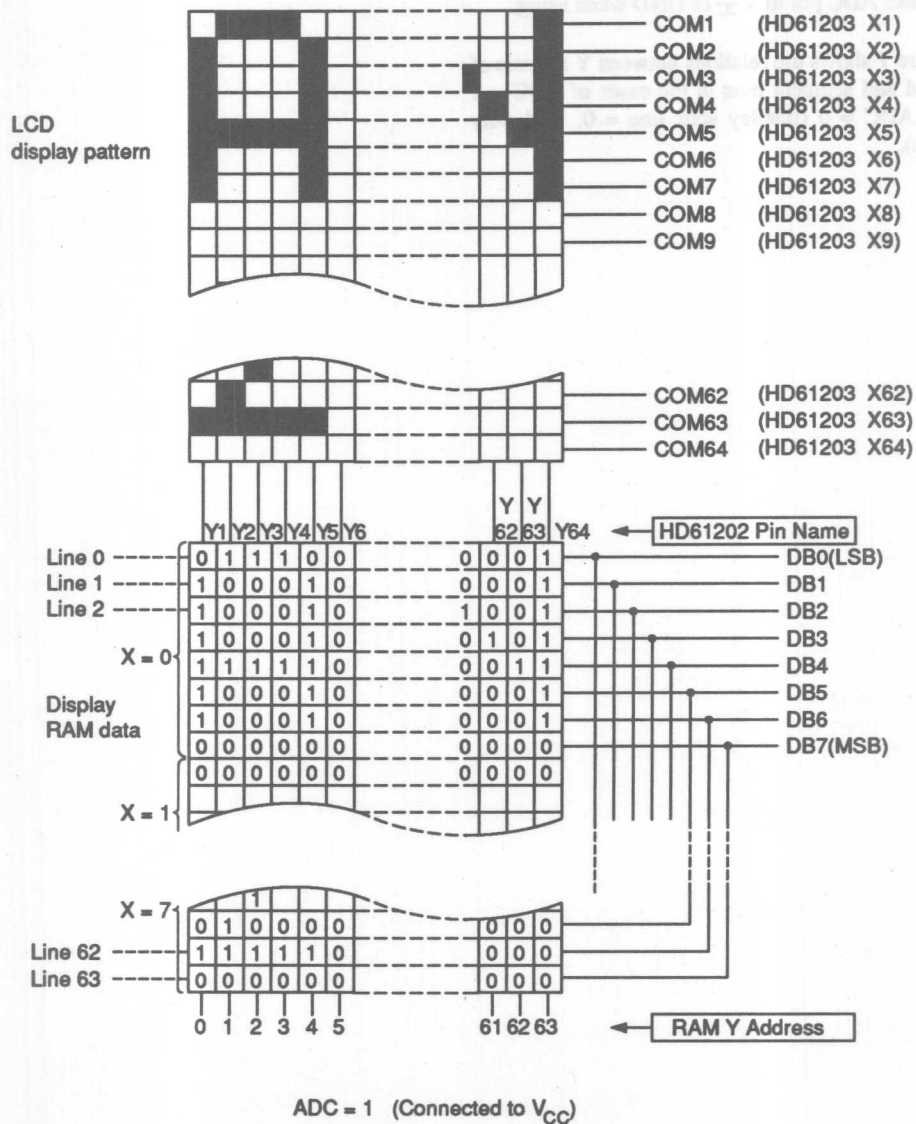 COM1 (HD61203 X1)
COM2 (HD61203 X2)
COM3 (HD61203 X3)
COM4 (HD61203 X4)
COM5 (HD61203 X5)
COM6 (HD61203 X6)
COM7 (HD61203 X7)
COM8 (HD61203 X8)
COM9 (HD61203 X9)
LCD
display pattern
COM62 (HD61203 X62)
COM63 (HD61203 X63)
COM64 (HD61203 X64)
Y1 Y2 Y3 Y4 Y5 Y6 Y62 Y63 Y64 HD61202 Pin Name
Line 0 0 1 1 1 1 0 0 0 0 0 1 DB0(LSB)
Line 1 1 0 0 0 1 0 0 0 0 1 DB1
Line 2 1 0 0 0 1 0 1 0 0 1 DB2
1 0 0 0 1 0 0 1 0 1 DB3
X = 0
1 1 1 1 1 0 0 0 1 1 DB4
1 0 0 0 1 0 0 0 0 1 DB5
Display
RAM data
1 0 0 0 1 0 0 0 0 1 DB6
0 0 0 0 0 0 0 0 0 0 DB7(MSB)
0 0 0 0 0 0 0 0 0 0
X = 1
X = 7
1
0 1 0 0 0 0 0 0 0
Line 62 1 1 1 1 1 0 0 0 0
Line 63 0 0 0 0 0 0 0 0 0
0 1 2 3 4 5 61 62 63 RAM Y Address
ADC = 1 (Connected to VCC)